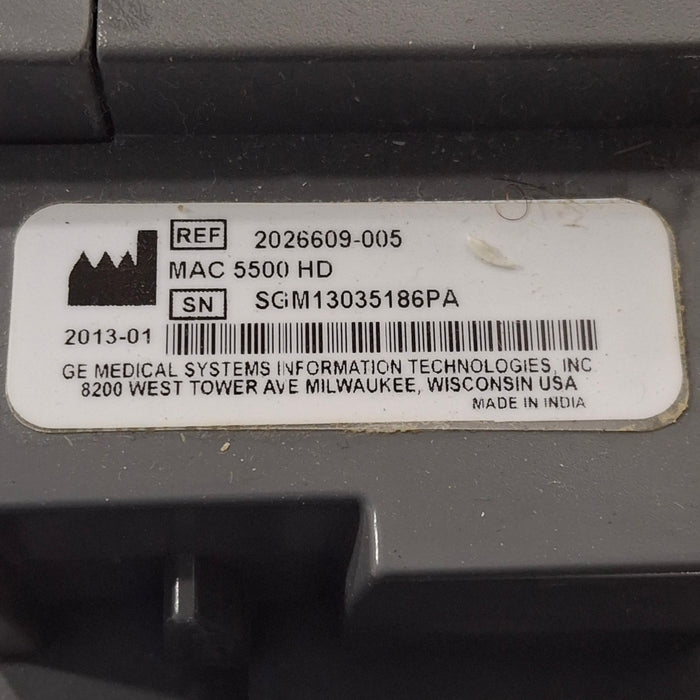 REF 2026609-005
MAC 5500 HD
SN SGM13035186PA
2013-01
GE MEDICAL SYSTEMS INFORMATION TECHNOLOGIES, INC
8200 WEST TOWER AVE MILWAUKEE, WISCONSIN USA
MADE IN INDIA